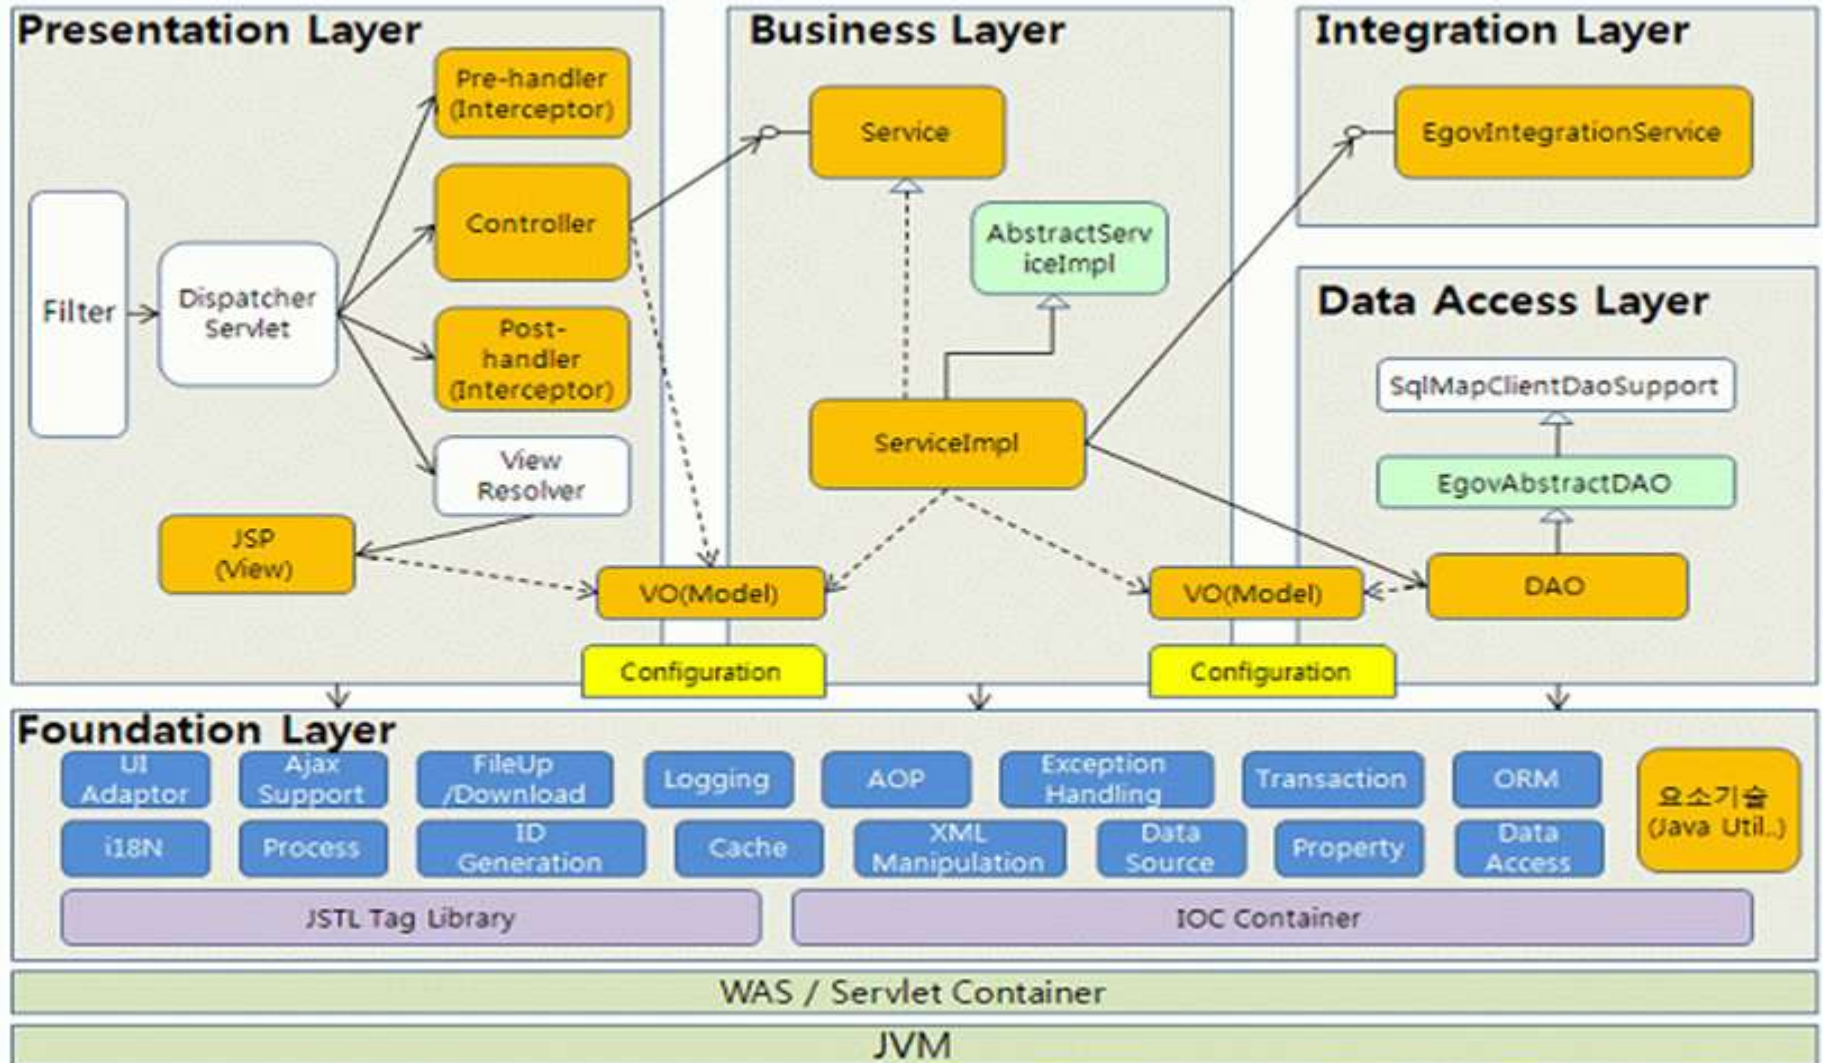 Presentation Layer
Pre-handler
(Interceptor)
Controller
Filter
Dispatcher
Servlet
Post-
handler
(Interceptor)
View
Resolver
JSP
(View)
VO(Model)
Configuration
Business Layer
Service
AbstractServ
iceImpl
ServiceImpl
VO(Model)
Configuration
Integration Layer
EgovIntegrationService
Data Access Layer
SqlMapClientDaoSupport
EgovAbstractDAO
DAO
Foundation Layer
UI
Adaptor
Ajax
Support
FileUp
/Download
Logging
AOP
Exception
Handling
Transaction
ORM
요소기술
(Java Util..)
i18N
Process
ID
Generation
Cache
XML
Manipulation
Data
Source
Property
Data
Access
JSTL Tag Library
IOC Container
WAS / Servlet Container
JVM